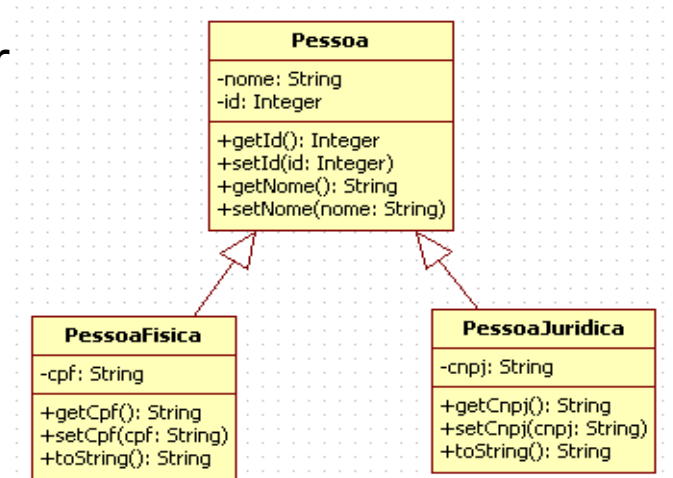 r
Pessoa
-nome: String
-id: Integer
+getId(): Integer
+setId(id: Integer)
+getNome(): String
+setNome(nome: String)
PessoaFisica
-cpf: String
+getCpf(): String
+setCpf(cpf: String)
+toString(): String
PessoaJuridica
-cnpj: String
+getCnpj(): String
+setCnpj(cnpj: String)
+toString(): String